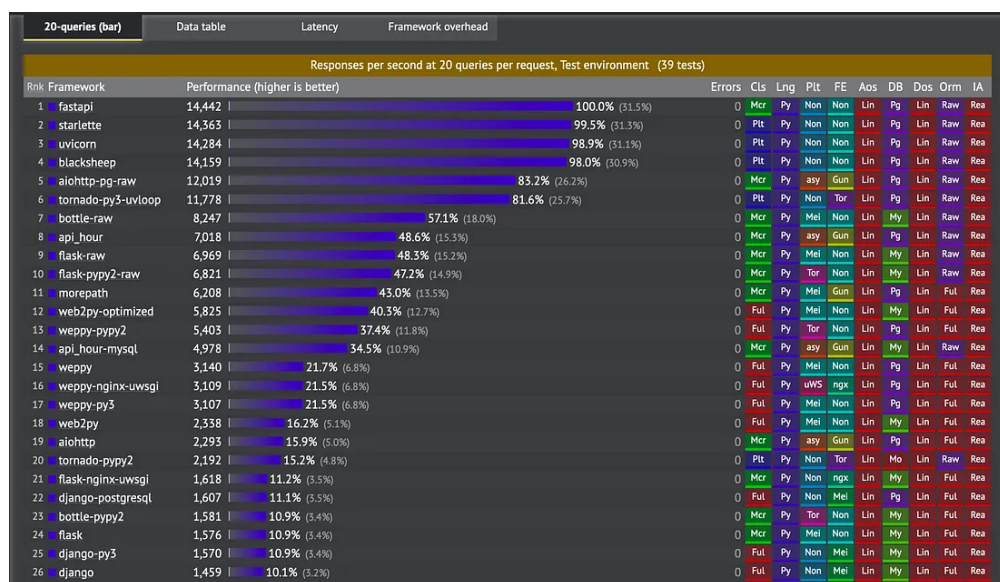 20-queries (bar) Data table Latency Framework overhead
Responses per second at 20 queries per request, Test environment (39 tests)
Rnk Framework Performance (higher is better) Errors Cls Lng Plt FE Aos DB Dos Orm IA
1 fastapi 14,442 100.0% (31.5%) 0 Mcr Py Non Non Lin Pg Lin Raw Rea
2 starlette 14,363 99.5% (31.3%) 0 Plt Py Non Non Lin Pg Lin Raw Rea
3 uvicorn 14,284 98.9% (31.1%) 0 Plt Py Non Non Lin Pg Lin Raw Rea
4 blacksheep 14,159 98.0% (30.9%) 0 Plt Py Non Non Lin Pg Lin Raw Rea
5 aiohttp-pg-raw 12,019 83.2% (26.2%) 0 Mcr Py asy Gun Lin Pg Lin Raw Rea
6 tornado-py3-uvloop 11,778 81.6% (25.7%) 0 Plt Py Non Tor Lin Pg Lin Raw Rea
7 bottle-raw 8,247 57.1% (18.0%) 0 Mcr Py Mei Non Lin My Lin Raw Rea
8 api_hour 7,018 48.6% (15.3%) 0 Mcr Py asy Gun Lin Pg Lin Raw Rea
9 flask-raw 6,969 48.3% (15.2%) 0 Mcr Py Mei Non Lin My Lin Raw Rea
10 flask-pypy2-raw 6,821 47.2% (14.9%) 0 Mcr Py Tor Non Lin My Lin Raw Rea
11 morepath 6,208 43.0% (13.5%) 0 Mcr Py Mei Gun Lin Pg Lin Ful Rea
12 web2py-optimized 5,825 40.3% (12.7%) 0 Ful Py Mei Non Lin My Lin Ful Rea
13 weppy-pypy2 5,403 37.4% (11.8%) 0 Ful Py Tor Non Lin Pg Lin Ful Rea
14 api_hour-mysql 4,978 34.5% (10.9%) 0 Mcr Py asy Gun Lin My Lin Raw Rea
15 weppy 3,140 21.7% (6.8%) 0 Ful Py Mei Non Lin Pg Lin Ful Rea
16 weppy-nginx-uwsgi 3,109 21.5% (6.8%) 0 Ful Py uWS ngx Lin Pg Lin Ful Rea
17 weppy-py3 3,107 21.5% (6.8%) 0 Ful Py Mei Non Lin Pg Lin Ful Rea
18 web2py 2,338 16.2% (5.1%) 0 Ful Py Mei Non Lin My Lin Ful Rea
19 aiohttp 2,293 15.9% (5.0%) 0 Mcr Py asy Gun Lin Pg Lin Ful Rea
20 tornado-pypy2 2,192 15.2% (4.8%) 0 Plt Py Non Tor Lin Mo Lin Raw Rea
21 flask-nginx-uwsgi 1,618 11.2% (3.5%) 0 Mcr Py Non ngx Lin My Lin Ful Rea
22 django-postgresql 1,607 11.1% (3.5%) 0 Ful Py Non Mei Lin Pg Lin Ful Rea
23 bottle-pypy2 1,581 10.9% (3.4%) 0 Mcr Py Tor Non Lin My Lin Ful Rea
24 flask 1,576 10.9% (3.4%) 0 Mcr Py Mei Non Lin My Lin Ful Rea
25 django-py3 1,570 10.9% (3.4%) 0 Ful Py Non Mei Lin My Lin Ful Rea
26 django 1,459 10.1% (3.2%) 0 Ful Py Non Mei Lin My Lin Ful Rea